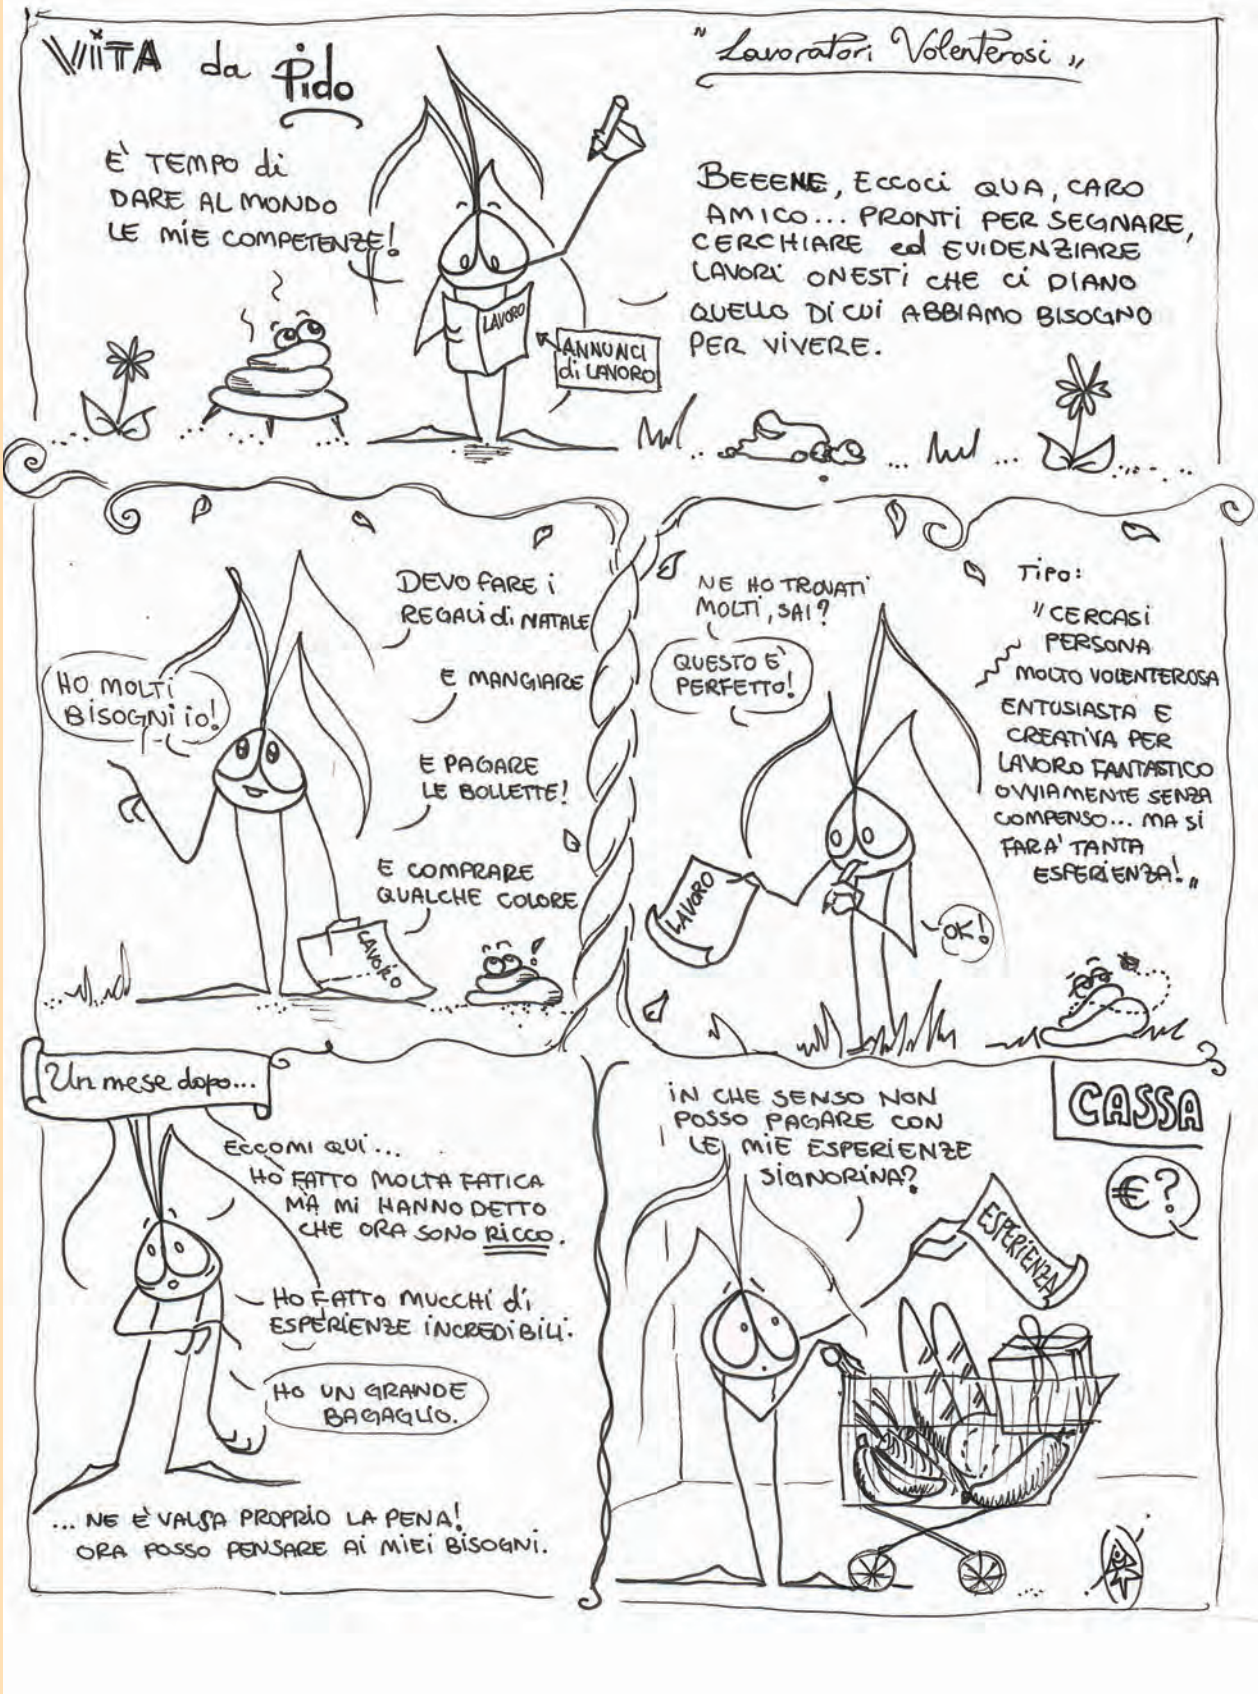 VIITA da Pido
"Lavoratori Volenterosi"
È TEMPO di
DARE AL MONDO
LE MIE COMPETENZE!
LAVORO
ANNUNCI
di LAVORO
BEEENE, ECCOCI QUA, CARO
AMICO... PRONTI PER SEGNARE,
CERCHIARE ed EVIDENZIARE
LAVORI ONESTI CHE CI DIANO
QUELLO DI CUI ABBIAMO BISOGNO
PER VIVERE.
HO MOLTI
BISOGNI io!
DEVO FARE i
REGALI di NATALE
E MANGIARE
E PAGARE
LE BOLLETTE!
E COMPRARE
QUALCHE COLORE
LAVORO
!
NE HO TROVATI
MOLTI, SAI?
QUESTO E'
PERFETTO!
TIPO:
"CERCASI
PERSONA
MOLTO VOLENTEROSA
ENTUSIASTA E
CREATIVA PER
LAVORO FANTASTICO
OVVIAMENTE SENZA
COMPENSO... MA SI
FARA' TANTA
ESPERIENZA!"
LAVORO
OK!
Un mese dopo...
ECCOMI QUI...
HO FATTO MOLTA FATICA
MA MI HANNO DETTO
CHE ORA SONO RICCO.
HO FATTO MUCCHI di
ESPERIENZE INCREDIBILI.
HO UN GRANDE
BAGAGLIO.
... NE E' VALSA PROPRIO LA PENA!
ORA POSSO PENSARE AI MIEI BISOGNI.
IN CHE SENSO NON
POSSO PAGARE CON
LE MIE ESPERIENZE
SIGNORINA?
CASSA
€?
ESPERIENZA